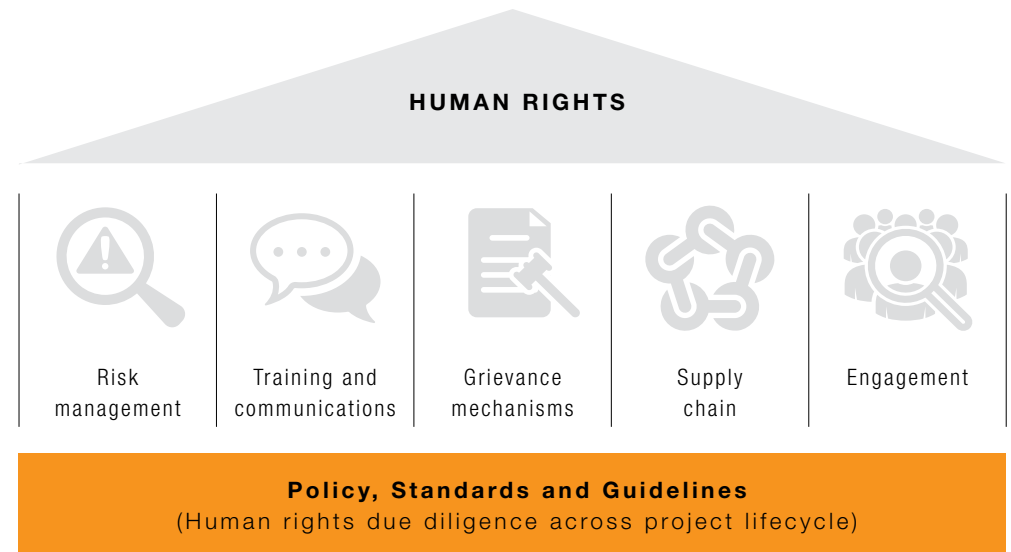 HUMAN RIGHTS
Risk
management
Training and
communications
Grievance
mechanisms
Supply
chain
Engagement
Policy, Standards and Guidelines
(Human rights due diligence across project lifecycle)